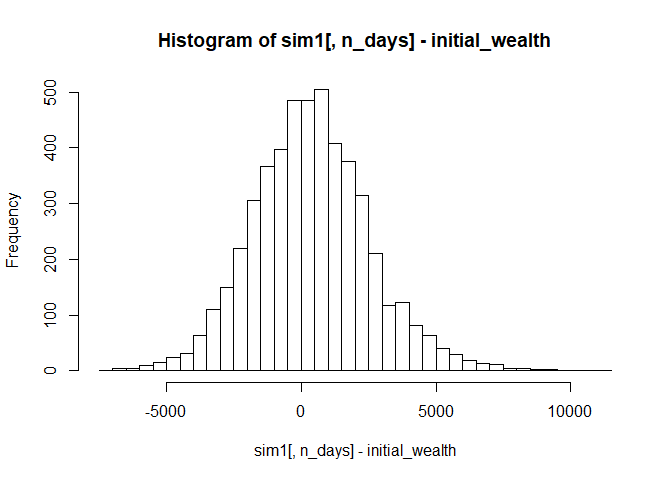 Histogram of sim1[, n_days] - initial_wealth
Frequency
500
400
300
200
100
0
-5000 0 5000 10000
sim1[, n_days] - initial_wealth